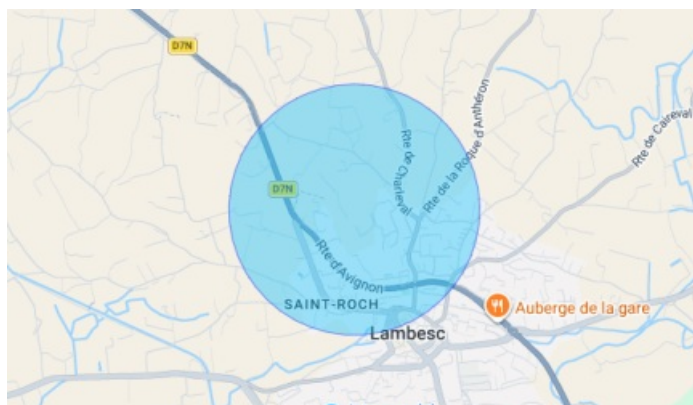 D7N
Rte de Charleval
Rte de la Roque d'Anthéron
Rte de Caireval
D7N
Rte d'Avignon
SAINT-ROCH
Auberge de la gare
Lambesc